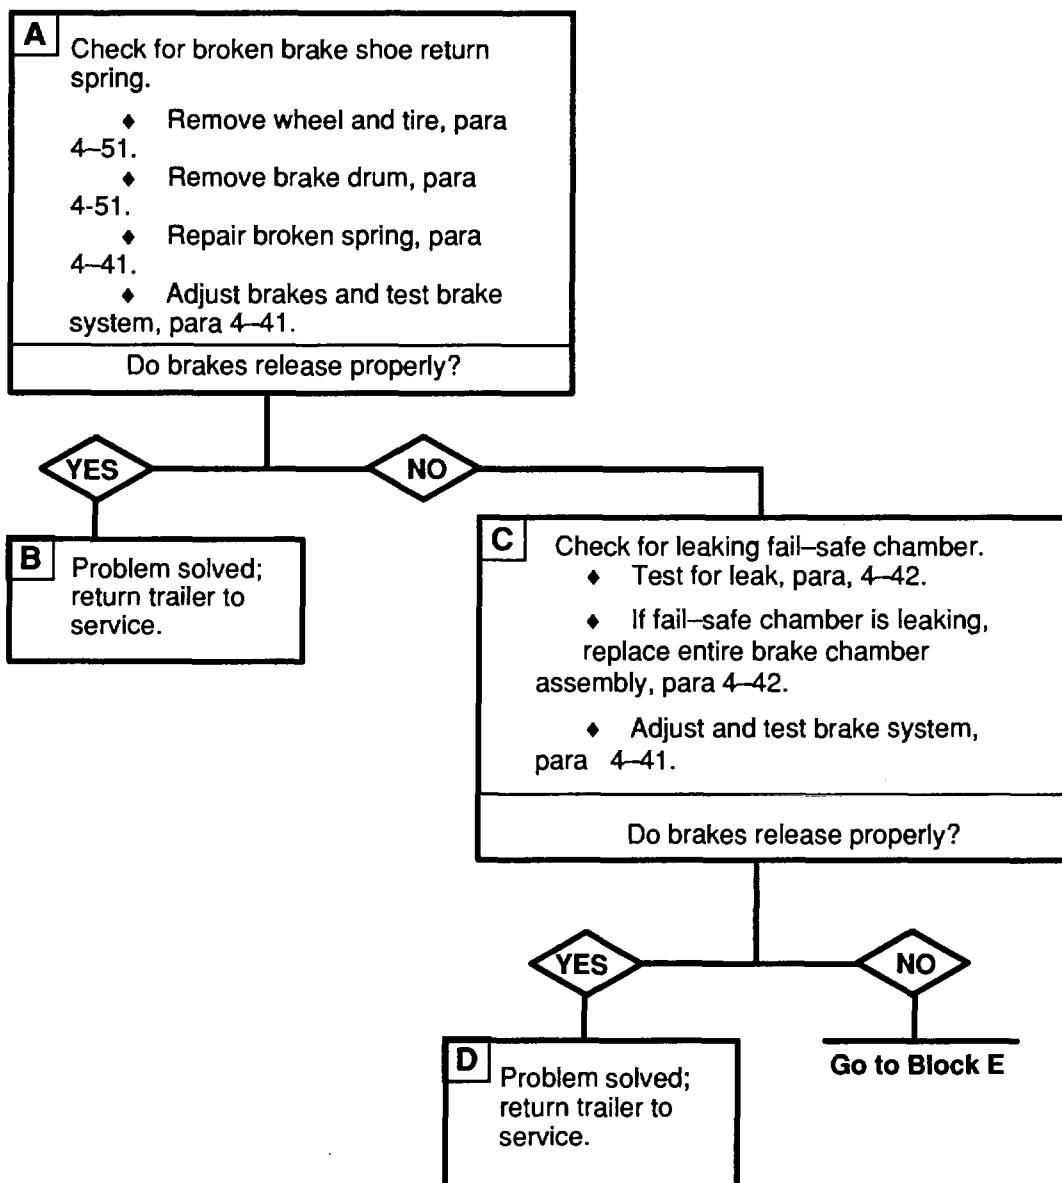 A
Check for broken brake shoe return
spring.
♦ Remove wheel and tire, para
4–51.
♦ Remove brake drum, para
4-51.
♦ Repair broken spring, para
4–41.
♦ Adjust brakes and test brake
system, para 4–41.
Do brakes release properly?
YES
NO
B
Problem solved;
return trailer to
service.
C
Check for leaking fail–safe chamber.
♦ Test for leak, para, 4–42.
♦ If fail–safe chamber is leaking,
replace entire brake chamber
assembly, para 4–42.
♦ Adjust and test brake system,
para 4–41.
Do brakes release properly?
YES
NO
D
Problem solved;
return trailer to
service.
Go to Block E